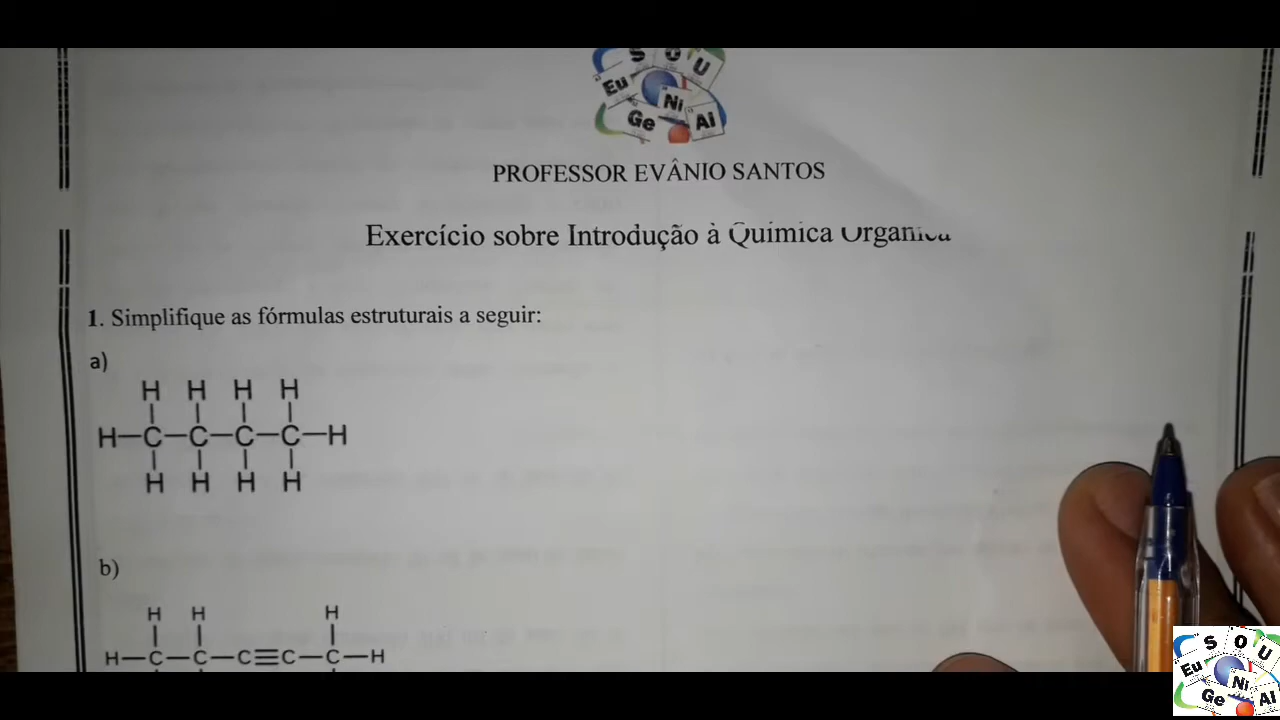 S O U
Eu Ni
Ge Al
PROFESSOR EVÂNIO SANTOS
Exercício sobre Introdução à Química Orgânica
1. Simplifique as fórmulas estruturais a seguir:
a)
H H H H
H—C—C—C—C—H
H H H H
b)
H H H
H—C—C—C≡C—C—H
S O U
Eu Ni
Ge Al